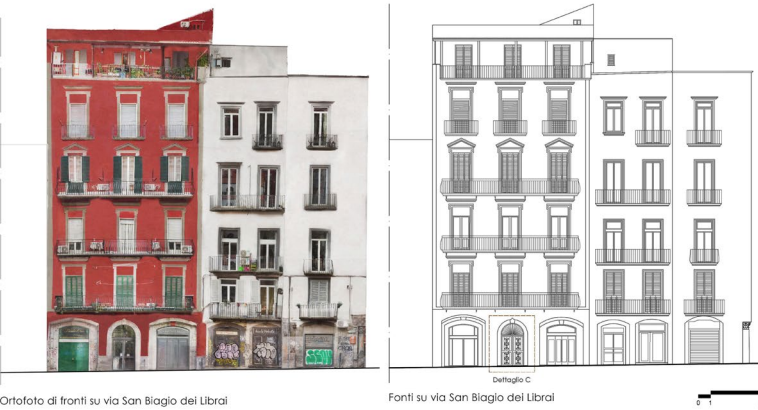 Dettaglio C
Ortofoto di fronti su via San Biagio dei Librai
Fonti su via San Biagio dei Librai
0 1